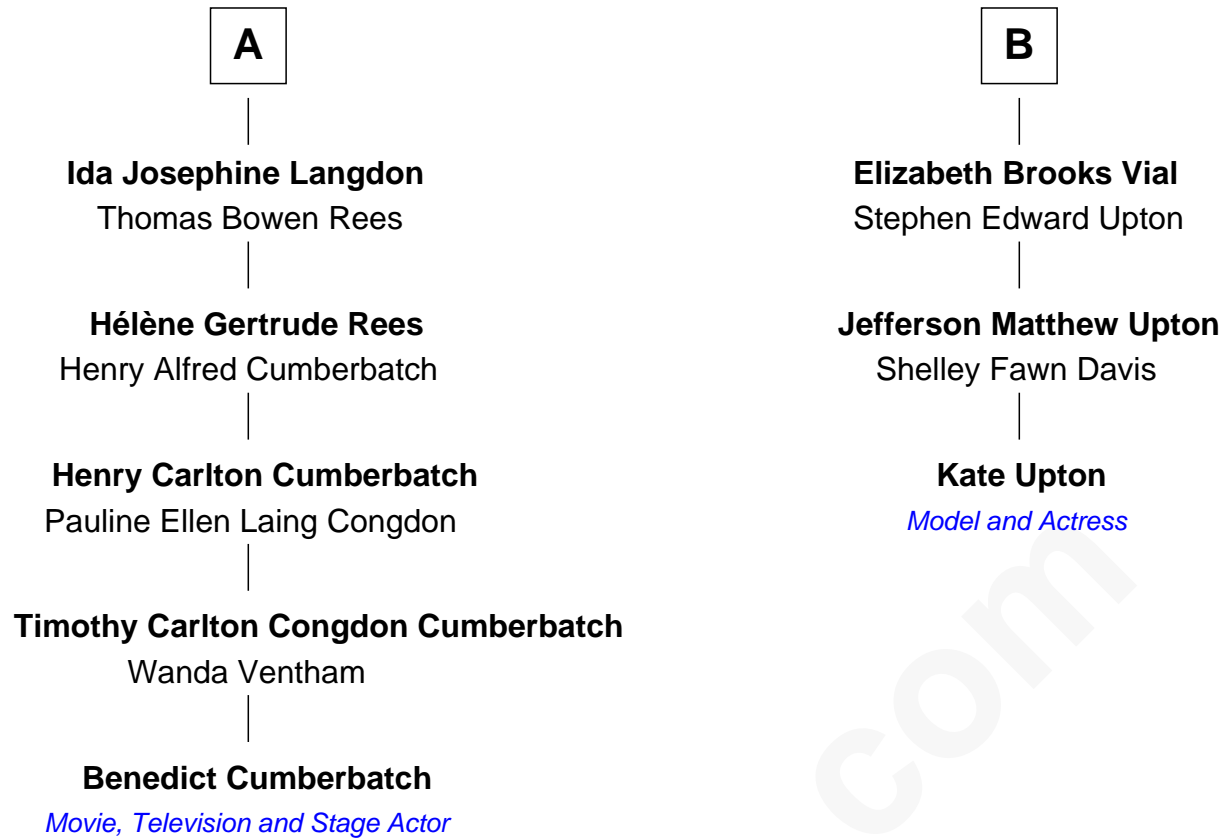 A
Ida Josephine Langdon
Thomas Bowen Rees
Hélène Gertrude Rees
Henry Alfred Cumberbatch
Henry Carlton Cumberbatch
Pauline Ellen Laing Congdon
Timothy Carlton Congdon Cumberbatch
Wanda Ventham
Benedict Cumberbatch
Movie, Television and Stage Actor
B
Elizabeth Brooks Vial
Stephen Edward Upton
Jefferson Matthew Upton
Shelley Fawn Davis
Kate Upton
Model and Actress
com